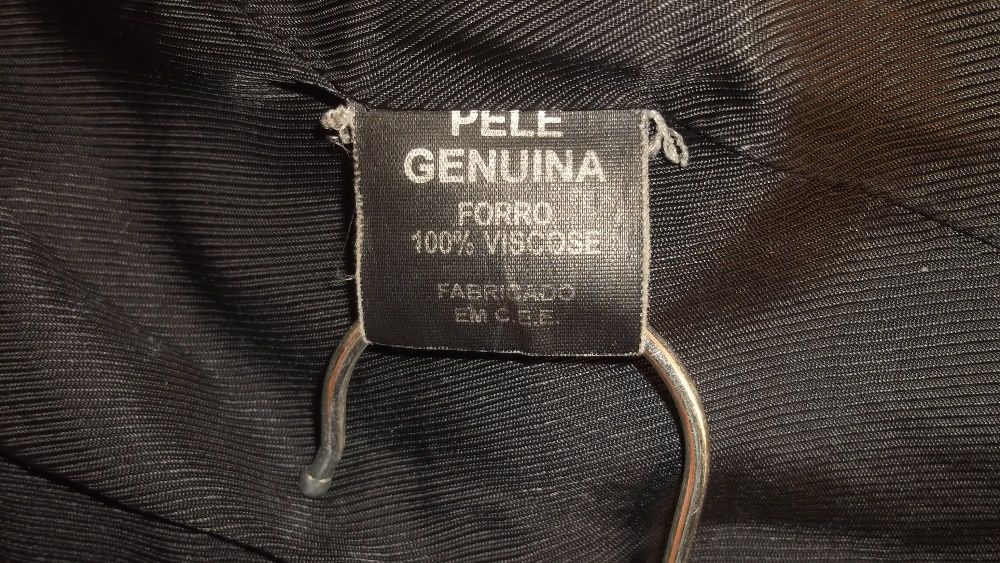 PELE
GENUINA
FORRO
100% VISCOSE
FABRICADO
EM C.E.E.